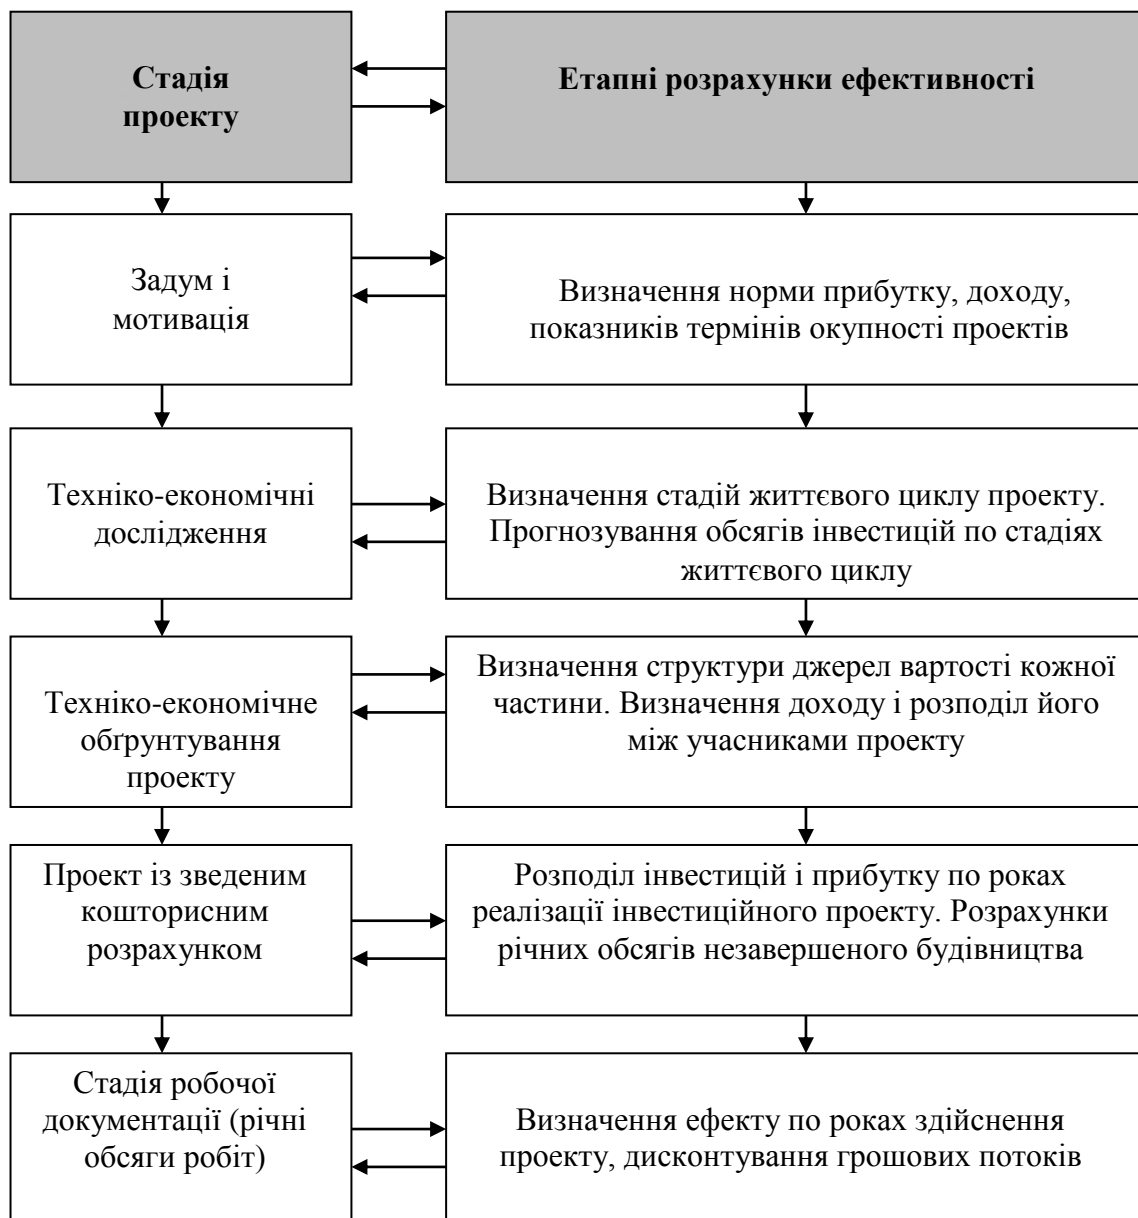 Стадія
проекту
Етапні розрахунки ефективності
Задум і
мотивація
Визначення норми прибутку, доходу,
показників термінів окупності проектів
Техніко-економічні
дослідження
Визначення стадій життєвого циклу проекту.
Прогнозування обсягів інвестицій по стадіях
життєвого циклу
Техніко-економічне
обґрунтування
проекту
Визначення структури джерел вартості кожної
частини. Визначення доходу і розподіл його
між учасниками проекту
Проект із зведеним
кошторисним
розрахунком
Розподіл інвестицій і прибутку по роках
реалізації інвестиційного проекту. Розрахунки
річних обсягів незавершеного будівництва
Стадія робочої
документації (річні
обсяги робіт)
Визначення ефекту по роках здійснення
проекту, дисконтування грошових потоків